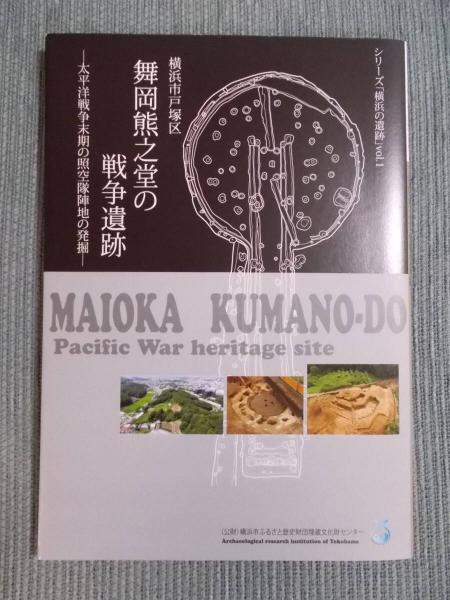 シリーズ「横浜の遺跡」vol.1
横浜市戸塚区
舞岡熊之堂の
戦争遺跡
―太平洋戦争末期の照空隊陣地の発掘―
MAIOKA KUMANO-DO
Pacific War heritage site
(公財)横浜市ふるさと歴史財団埋蔵文化財センター
Archaeological research institution of Yokohama